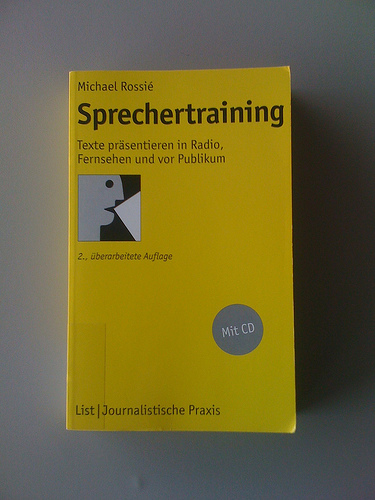 Michael Rossié
Sprechertraining
Texte präsentieren in Radio,
Fernsehen und vor Publikum
2., überarbeitete Auflage
Mit CD
List | Journalistische Praxis